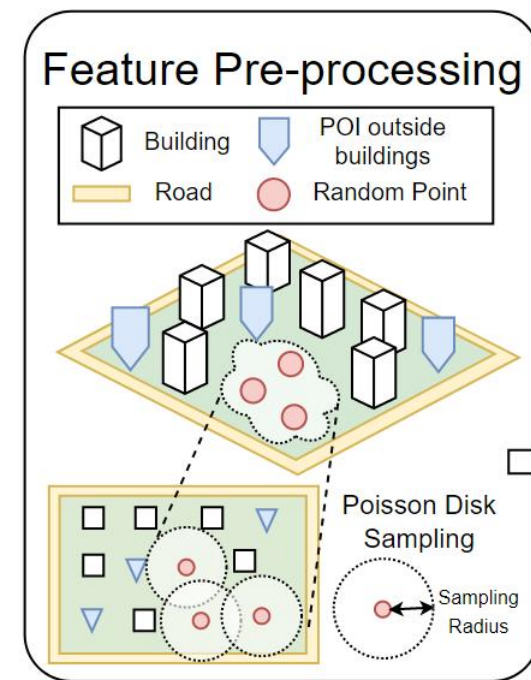 Feature Pre-processing
Building
POI outside
buildings
Road
Random Point
Poisson Disk
Sampling
Sampling
Radius